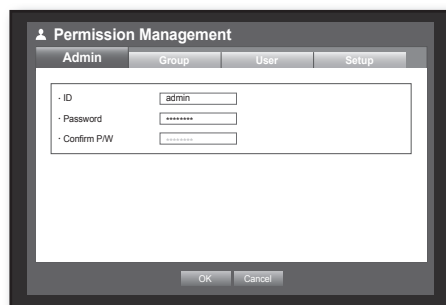 Permission Management
Admin Group User Setup
· ID admin
· Password ********
· Confirm P/W ********
OK Cancel